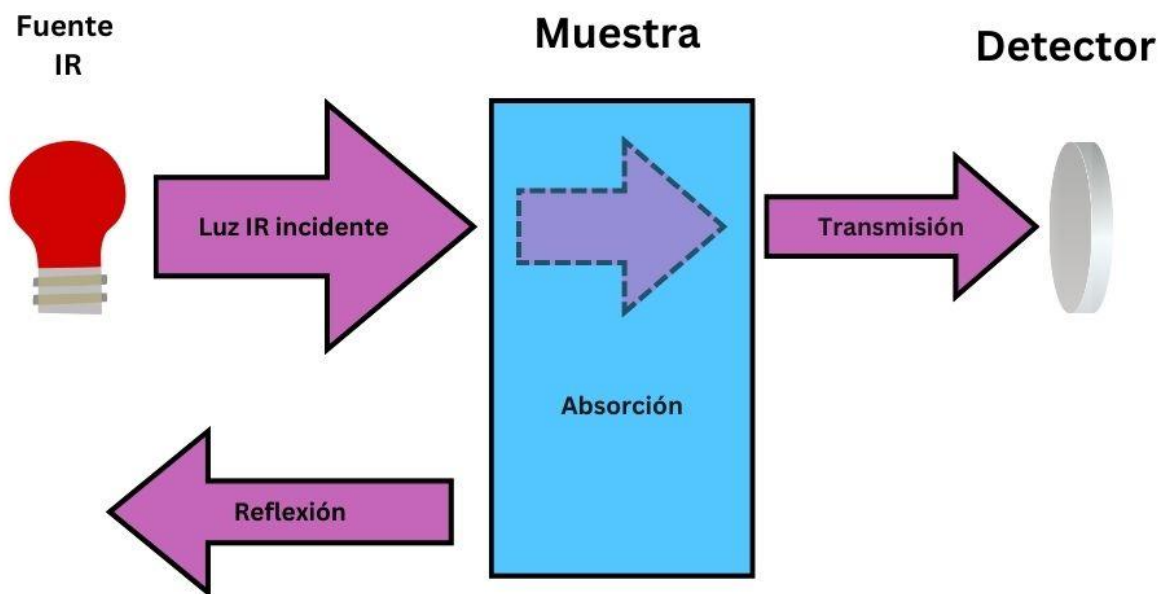 Fuente
IR
Muestra
Detector
Luz IR incidente
Transmisión
Absorción
Reflexión